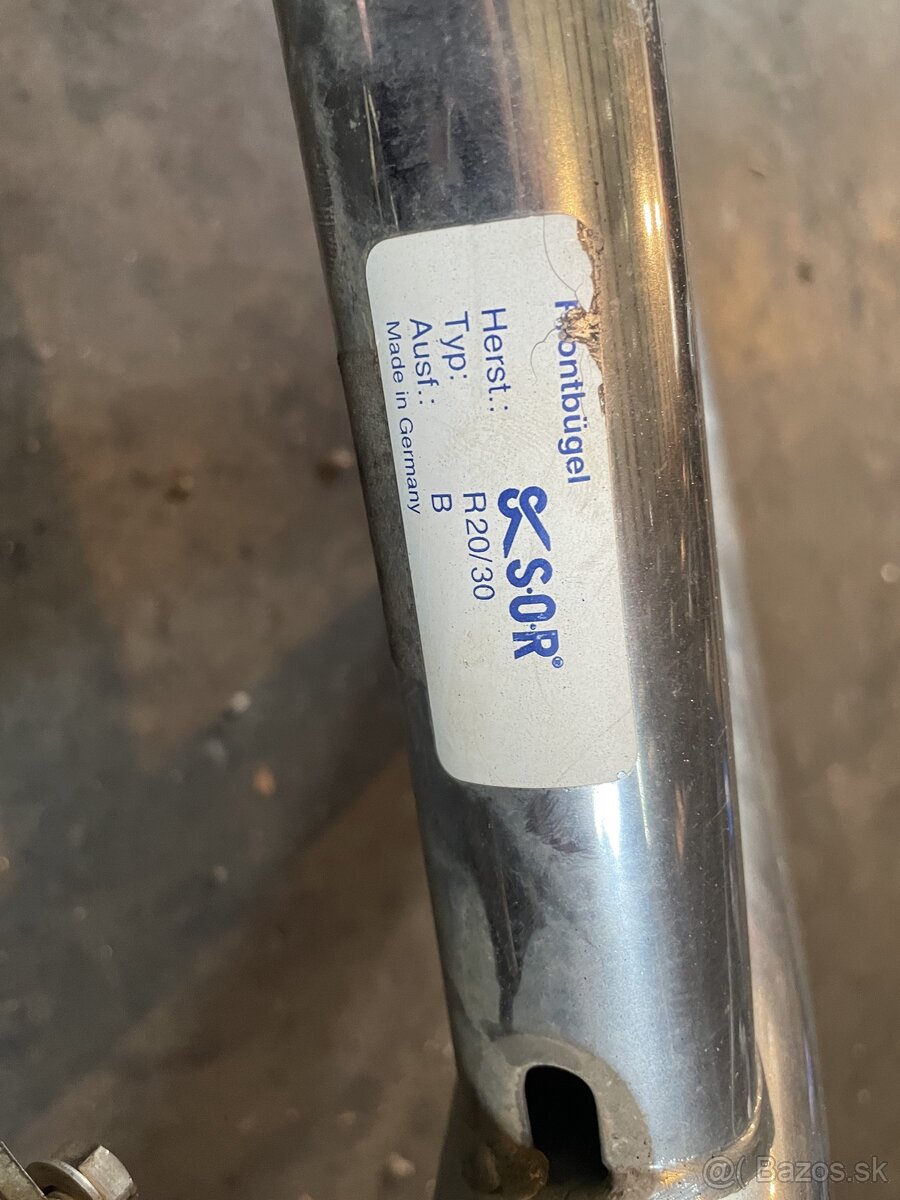 Frontbügel
Herst.: S·O·R®
Typ: R20/30
Ausf.: B
Made in Germany
@( Bazos.sk